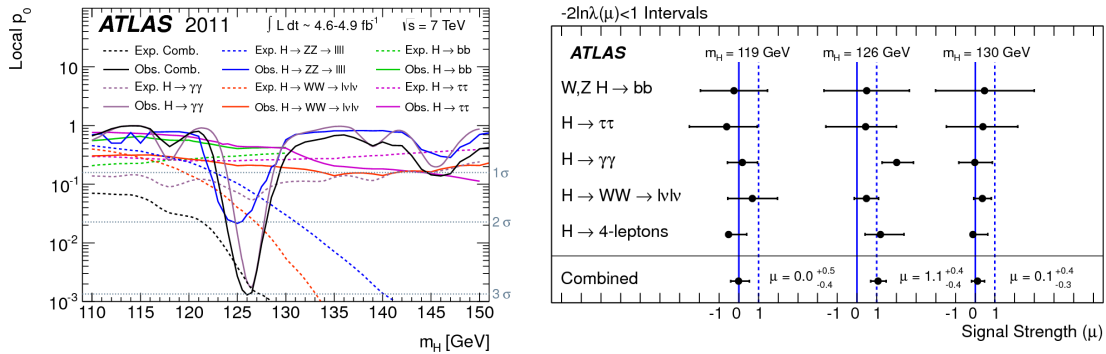 ATLAS 2011 ∫ L dt ~ 4.6-4.9 fb⁻¹ √s = 7 TeV
Local p₀
Exp. Comb.
Obs. Comb.
Exp. H → γγ
Obs. H → γγ
Exp. H → ZZ → llll
Obs. H → ZZ → llll
Exp. H → WW → lνlν
Obs. H → WW → lνlν
Exp. H → bb
Obs. H → bb
Exp. H → ττ
Obs. H → ττ
10
1
10⁻¹
10⁻²
10⁻³
1σ
2σ
3σ
110 115 120 125 130 135 140 145 150
m_H [GeV]
-2lnλ(μ)<1 Intervals
ATLAS
m_H = 119 GeV m_H = 126 GeV m_H = 130 GeV
W,Z H → bb
H → ττ
H → γγ
H → WW → lνlν
H → 4-leptons
Combined μ = 0.0 +0.5 -0.4 μ = 1.1 +0.4 -0.4 μ = 0.1 +0.4 -0.3
-1 0 1 -1 0 1 -1 0 1
Signal Strength (μ)